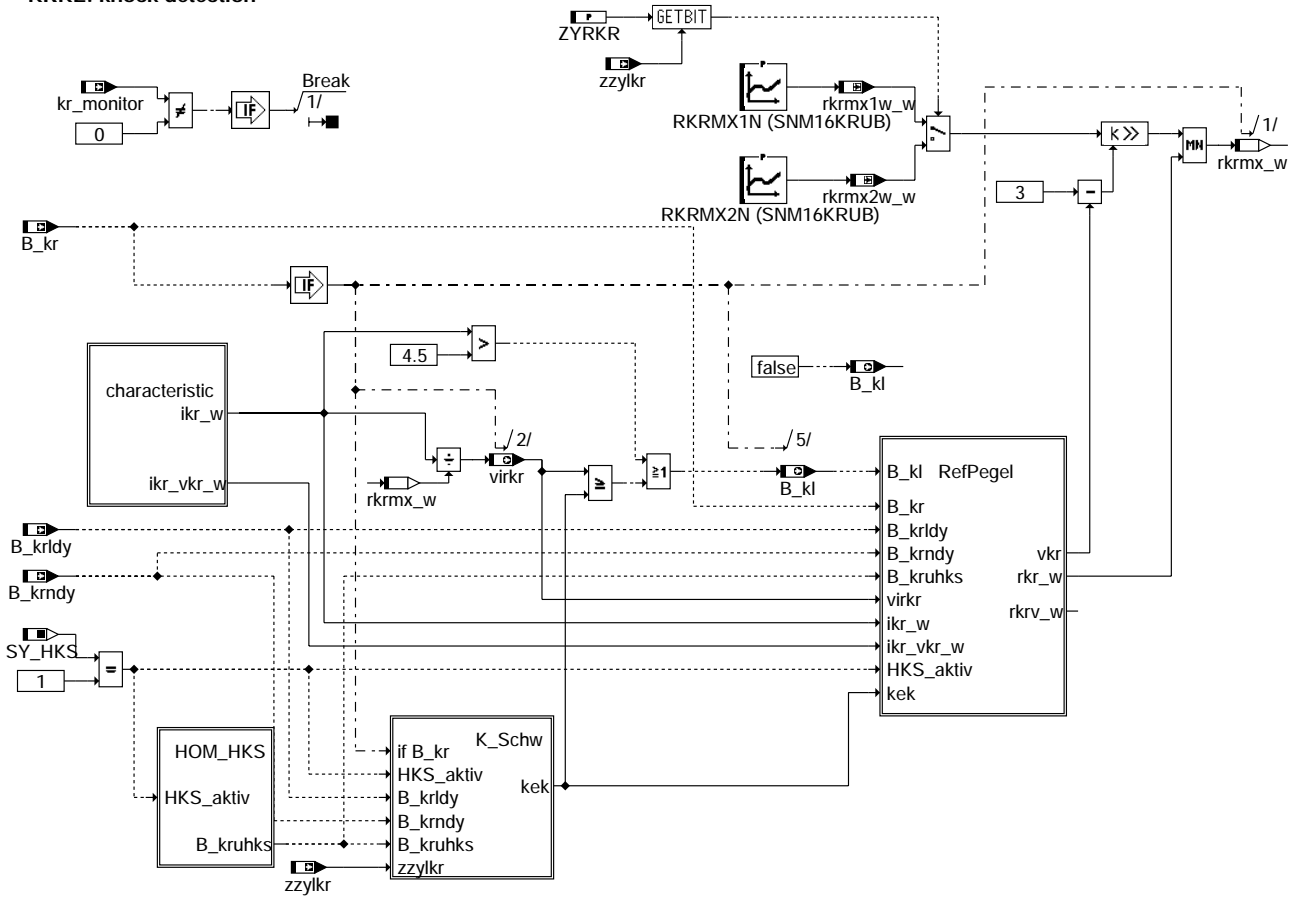 P
ZYRKR
GETBIT
zzylkr
kr_monitor
0
≠
IF
Break
1/
P
rkrmx1w_w
RKRMX1N (SNM16KRUB)
P
rkrmx2w_w
RKRMX2N (SNM16KRUB)
K >>
MN
/1/
rkrmx_w
3
-
B_kr
IF
4.5
>
false
B_kl
characteristic
ikr_w
ikr_vkr_w
÷
rkrmx_w
/2/
virkr
≥
≥1
/5/
B_kl
B_kl RefPegel
B_kr
B_krldy
B_krndy
B_kruhks
virkr
ikr_w
ikr_vkr_w
HKS_aktiv
kek
vkr
rkr_w
rkrv_w
B_krldy
B_krndy
SY_HKS
1
=
HOM_HKS
HKS_aktiv
B_kruhks
K_Schw
if B_kr
HKS_aktiv
B_krldy
B_krndy
B_kruhks
zzylkr
kek
zzylkr